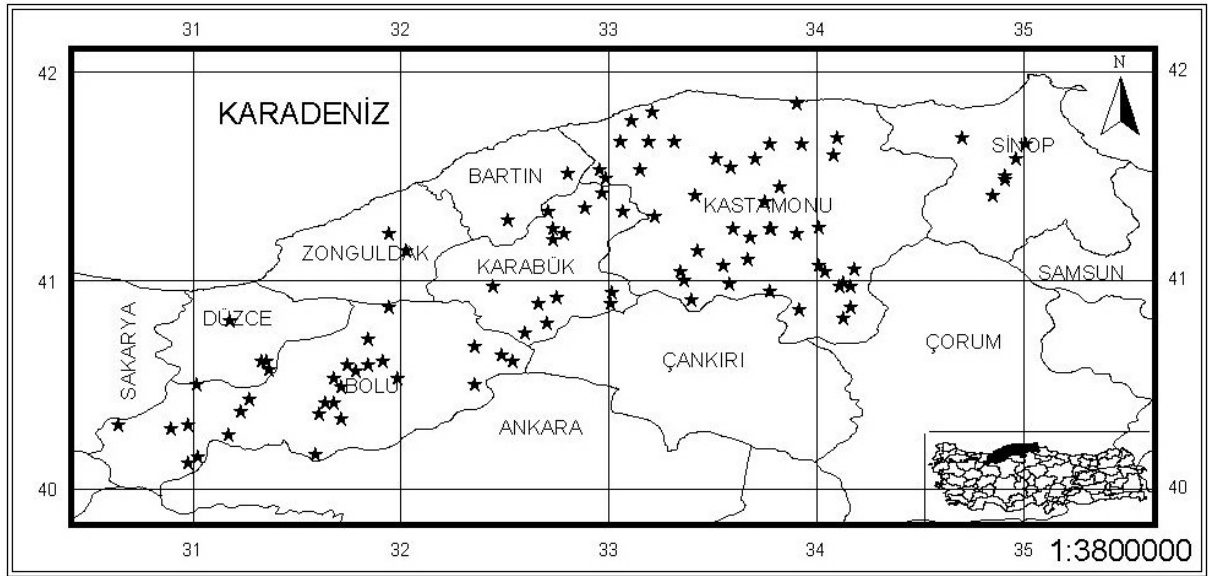 31 32 33 34 35
42 42
N
KARADENİZ
SİNOP
BARTIN
KASTAMONU
ZONGULDAK
KARABÜK
SAMSUN
41 41
DÜZCE
SAKARYA
ÇANKIRI
ÇORUM
BOLU
ANKARA
40 40
31 32 33 34 35
1:3800000